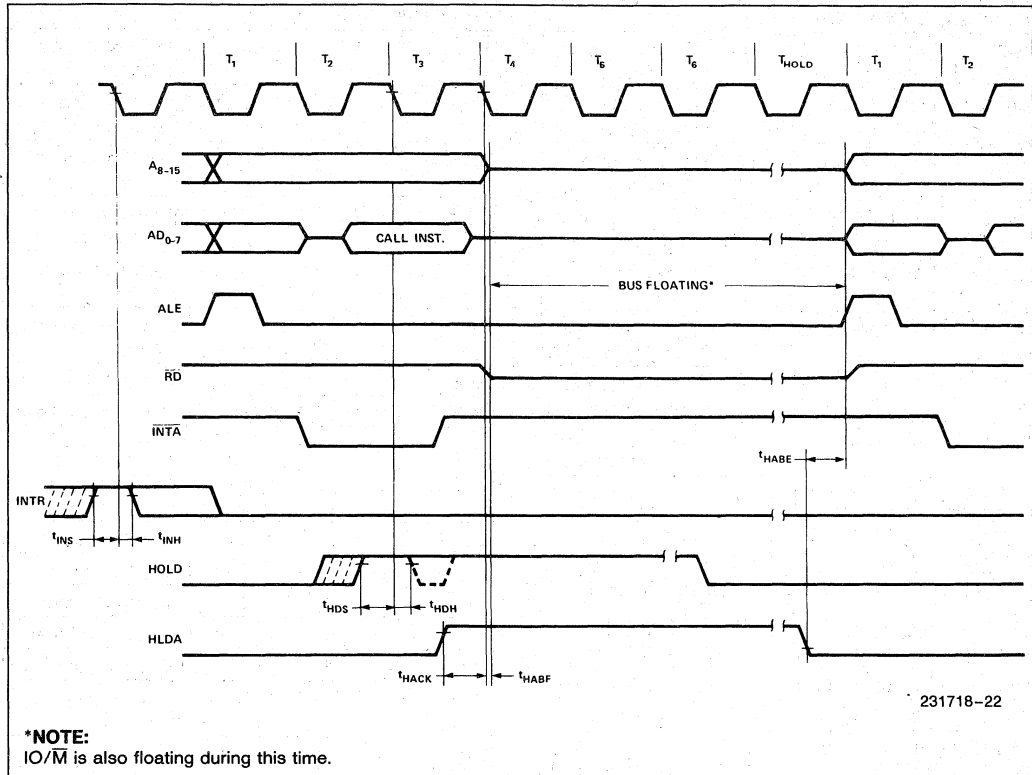 T1 T2 T3 T4 T5 T6 THOLD T1 T2
A8–15
AD0–7
CALL INST.
BUS FLOATING*
ALE
RD
INTA
tHABE
INTR
tINS
tINH
HOLD
tHDS
tHDH
HLDA
tHACK
tHABF
231718–22
*NOTE:
IO/M is also floating during this time.